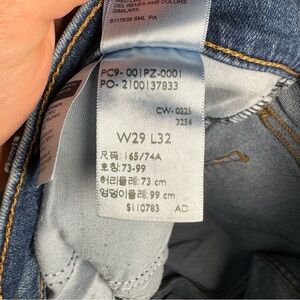 DEL REVES AMB COLORS
SIMILARS.
S117638 SML PA
PC9- 001PZ-0001
PO- 2100137833
CW-0225
3256
W29 L32
尺码: 165/74A
호칭: 73-99
허리둘레: 73 cm
엉덩이둘레: 99 cm
S110783 AD